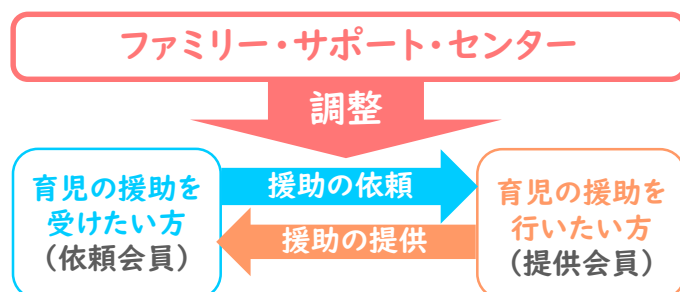 ファミリー・サポート・センター
調整
育児の援助を
受けたい方
（依頼会員）
援助の依頼
援助の提供
育児の援助を
行いたい方
（提供会員）